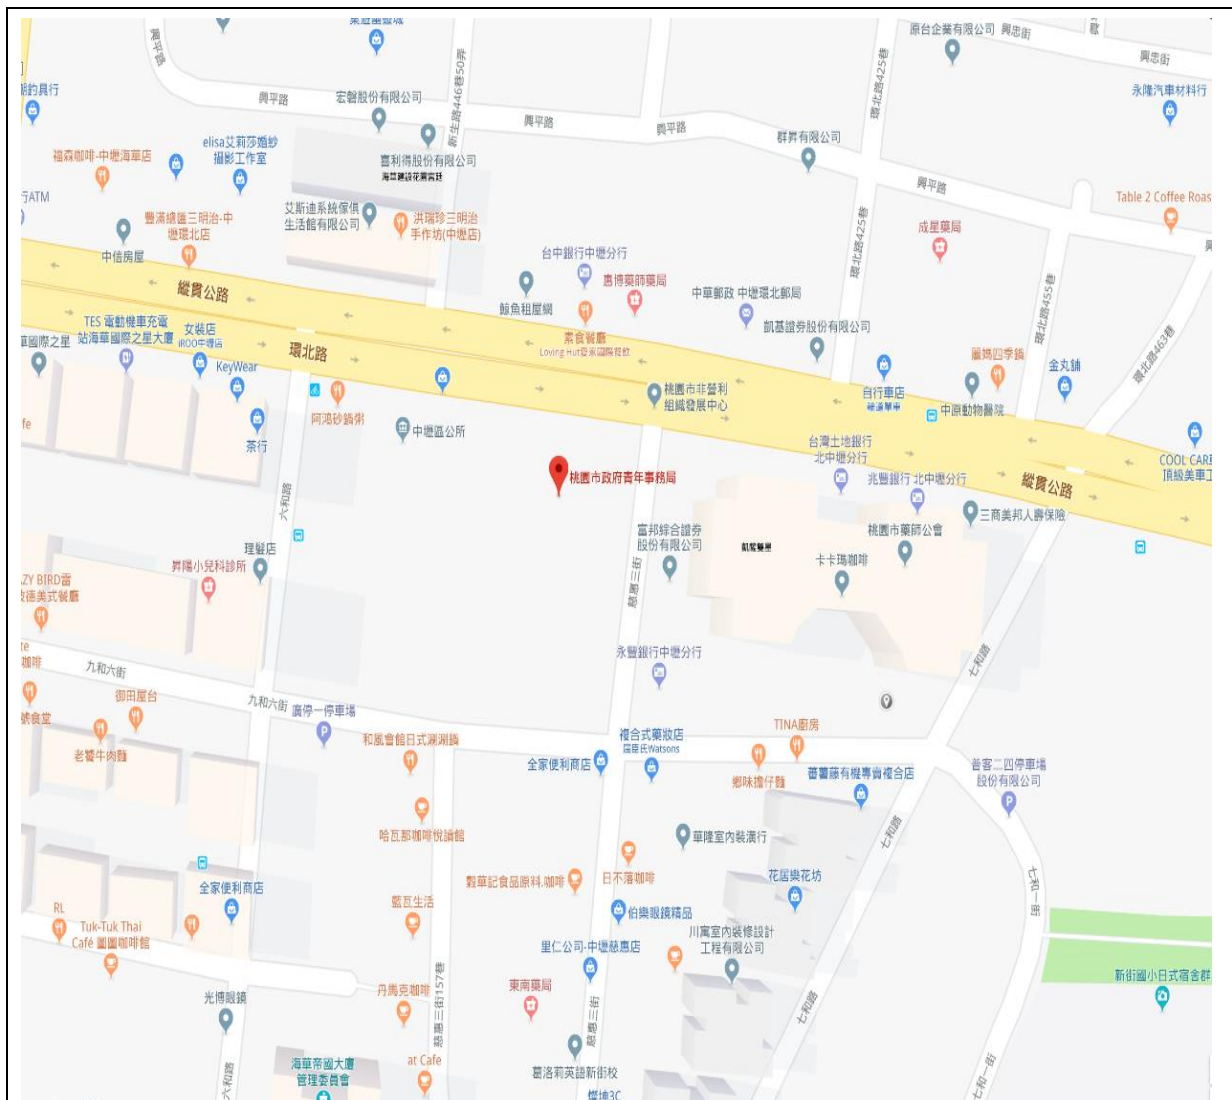 原台企業有限公司
興忠街
興忠街
永隆汽車材料行
環北路425巷
新生路446巷50弄
興平路
宏磐股份有限公司
興平路
興平路
群昇有限公司
喜利得股份有限公司
elisa艾莉莎婚紗
攝影工作室
福森咖啡-中壢海華店
興平路
Table 2 Coffee Roast
豐滿總匯三明治-中
壢環北店
艾斯迪系統傢俱
生活館有限公司
洪瑞珍三明治
手作坊(中壢店)
成星藥局
環北路425巷
中信房屋
台中銀行中壢分行
惠博藥師藥局
中華郵政 中壢環北郵局
縱貫公路
鯨魚租屋網
凱基證券股份有限公司
環北路455巷
環北路463巷
TES 電動機車充電
站海華國際之星大廈
女裝店
iROO中壢店
素食餐廳
環北路
KeyWear
阿鴻砂鍋粥
桃園市非營利
組織發展中心
自行車店
金丸舖
中原動物醫院
茶行
中壢區公所
台灣土地銀行
北中壢分行
兆豐銀行 北中壢分行
COOL CAR
縱貫公路
桃園市政府青年事務局
三商美邦人壽保險
六和路
富邦綜合證券
股份有限公司
桃園市藥師公會
理髮店
昇陽小兒科診所
卡卡瑪咖啡
慈惠三街
永豐銀行中壢分行
七和路
九和六街
九和六街
御田屋台
廣停一停車場
老饕牛肉麵
和風會館日式涮涮鍋
全家便利商店
複合式藥妝店
屈臣氏Watsons
TINA廚房
鄉味擔仔麵
蕃薯藤有機專賣複合店
普客二四停車場
股份有限公司
哈瓦那咖啡悅讀館
華隆室內裝潢行
七和路
日不落咖啡
花居樂花坊
七和一街
全家便利商店
藍瓦生活
伯樂眼鏡精品
RL
Tuk-Tuk Thai
Café 圖圖咖啡館
川寓室內裝修設計
工程有限公司
里仁公司-中壢慈惠店
新街國小日式宿舍群
光博眼鏡
丹馬克咖啡
東南藥局
慈惠三街157巷
慈惠三街
七和路
海華帝國大廈
管理委員會
at Cafe
葛洛莉英語新街校
六和路
七和一街
燦坤3C